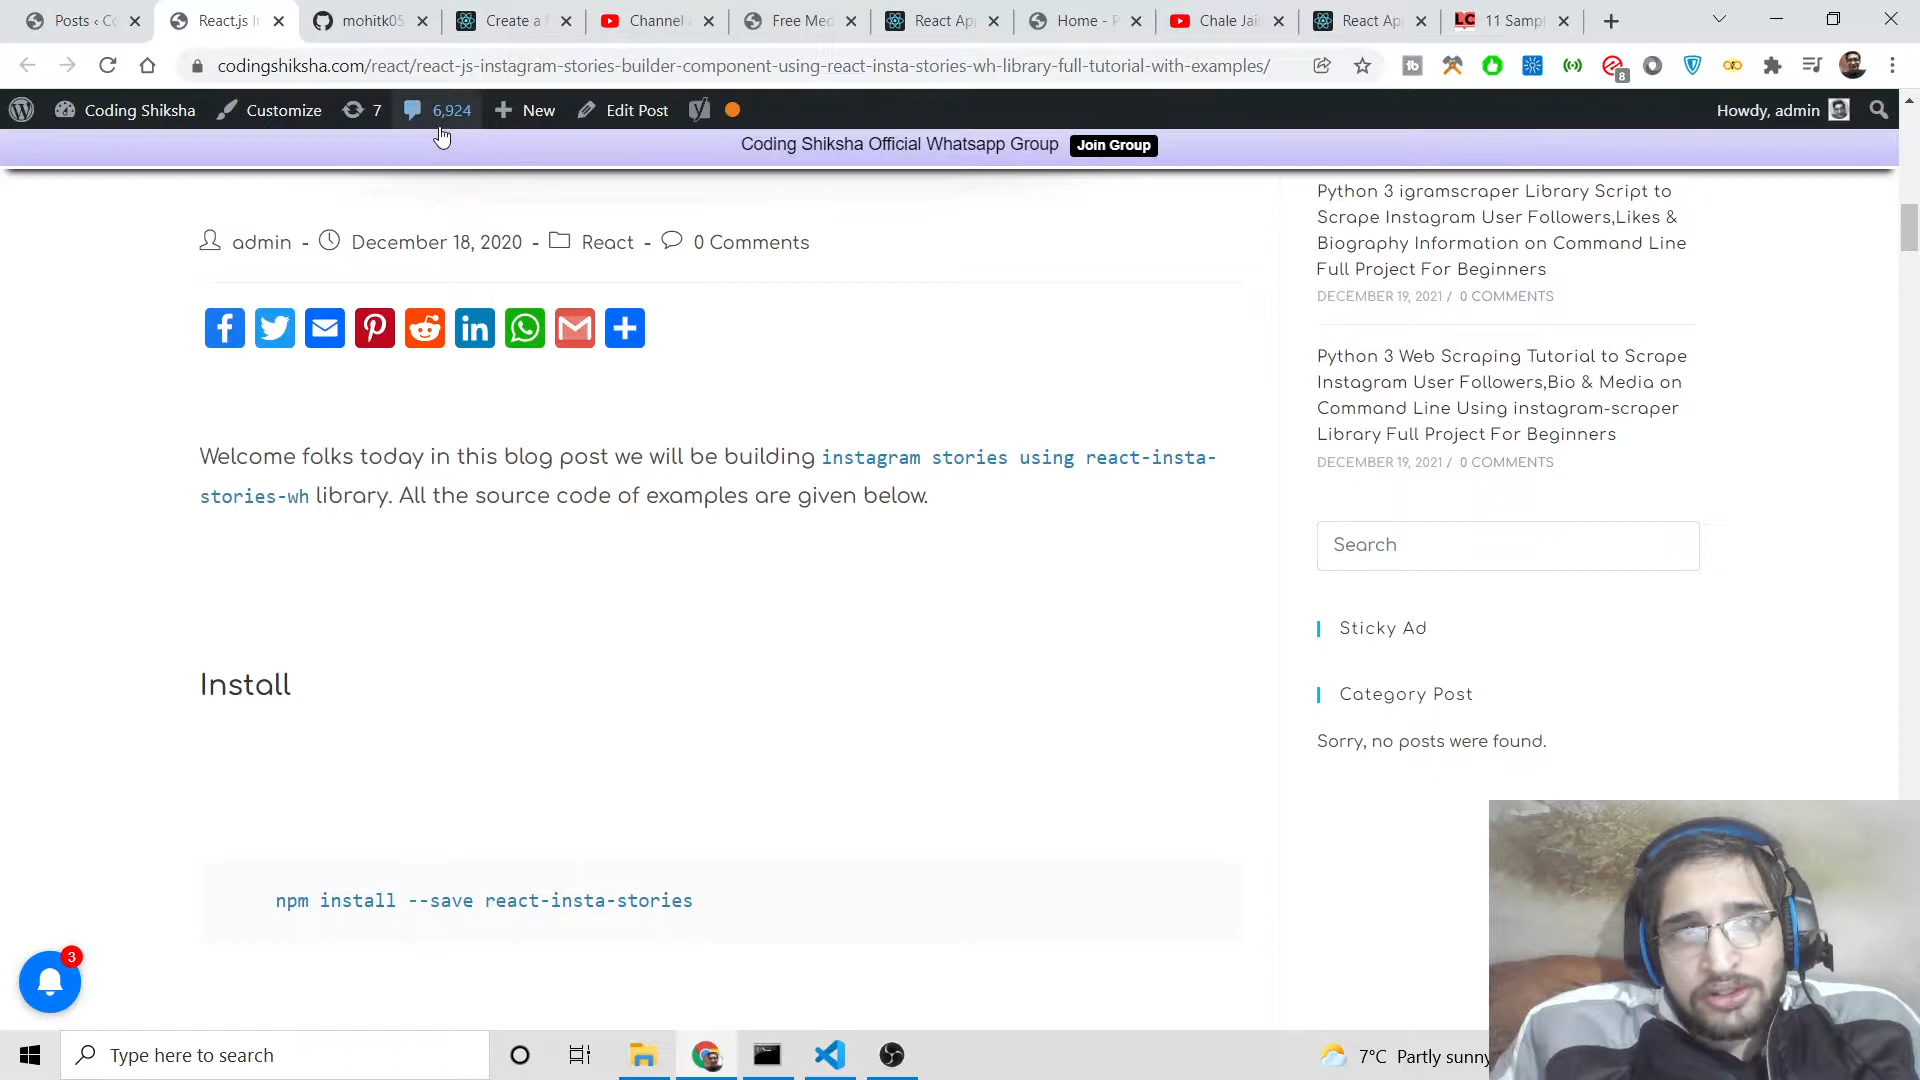 Posts ‹ Co
React.js I
mohitk05
Create a
Channel
Free Med
React Ap
Home - P
Chale Jai
React Ap
LC 11 Samp
codingshiksha.com/react/react-js-instagram-stories-builder-component-using-react-insta-stories-wh-library-full-tutorial-with-examples/
8
Coding Shiksha Customize 7 6,924 New Edit Post Howdy, admin
Coding Shiksha Official Whatsapp Group Join Group
admin - December 18, 2020 - React - 0 Comments
Welcome folks today in this blog post we will be building instagram stories using react-insta-
stories-wh library. All the source code of examples are given below.
Install
npm install --save react-insta-stories
Python 3 igramscraper Library Script to
Scrape Instagram User Followers,Likes &
Biography Information on Command Line
Full Project For Beginners
DECEMBER 19, 2021 / 0 COMMENTS
Python 3 Web Scraping Tutorial to Scrape
Instagram User Followers,Bio & Media on
Command Line Using instagram-scraper
Library Full Project For Beginners
DECEMBER 19, 2021 / 0 COMMENTS
Search
Sticky Ad
Category Post
Sorry, no posts were found.
3
Type here to search
7°C Partly sunny